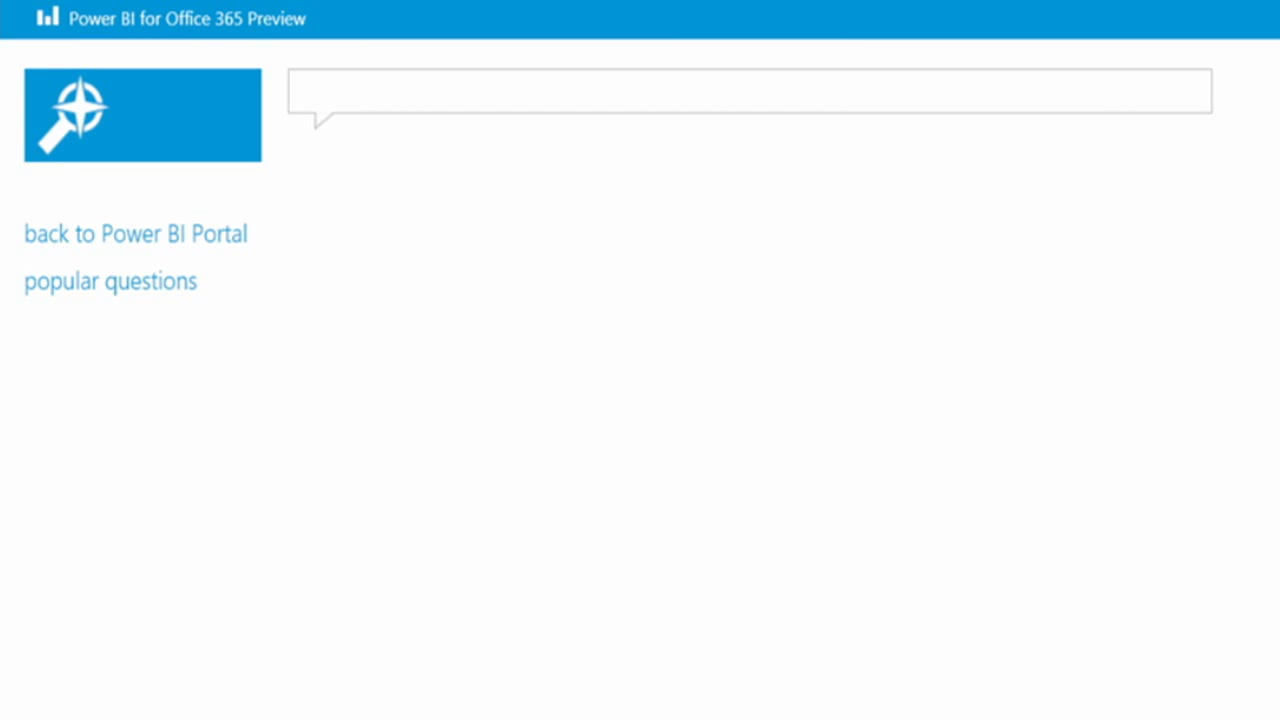 Power BI for Office 365 Preview
back to Power BI Portal
popular questions